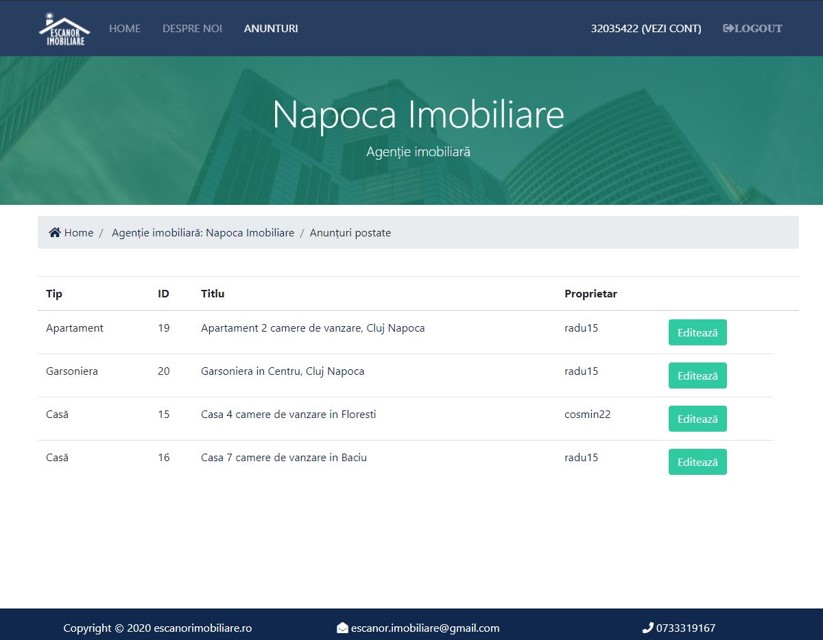 ESCANOR
IMOBILIARE
HOME DESPRE NOI ANUNTURI 32035422 (VEZI CONT) LOGOUT
Napoca Imobiliare
Agenție imobiliară
Home / Agenție imobiliară: Napoca Imobiliare / Anunțuri postate
Tip ID Titlu Proprietar
Apartament 19 Apartament 2 camere de vanzare, Cluj Napoca radu15 Editează
Garsoniera 20 Garsoniera in Centru, Cluj Napoca radu15 Editează
Casă 15 Casa 4 camere de vanzare in Floresti cosmin22 Editează
Casă 16 Casa 7 camere de vanzare in Baciu radu15 Editează
Copyright © 2020 escanorimobiliare.ro escanor.imobiliare@gmail.com 0733319167